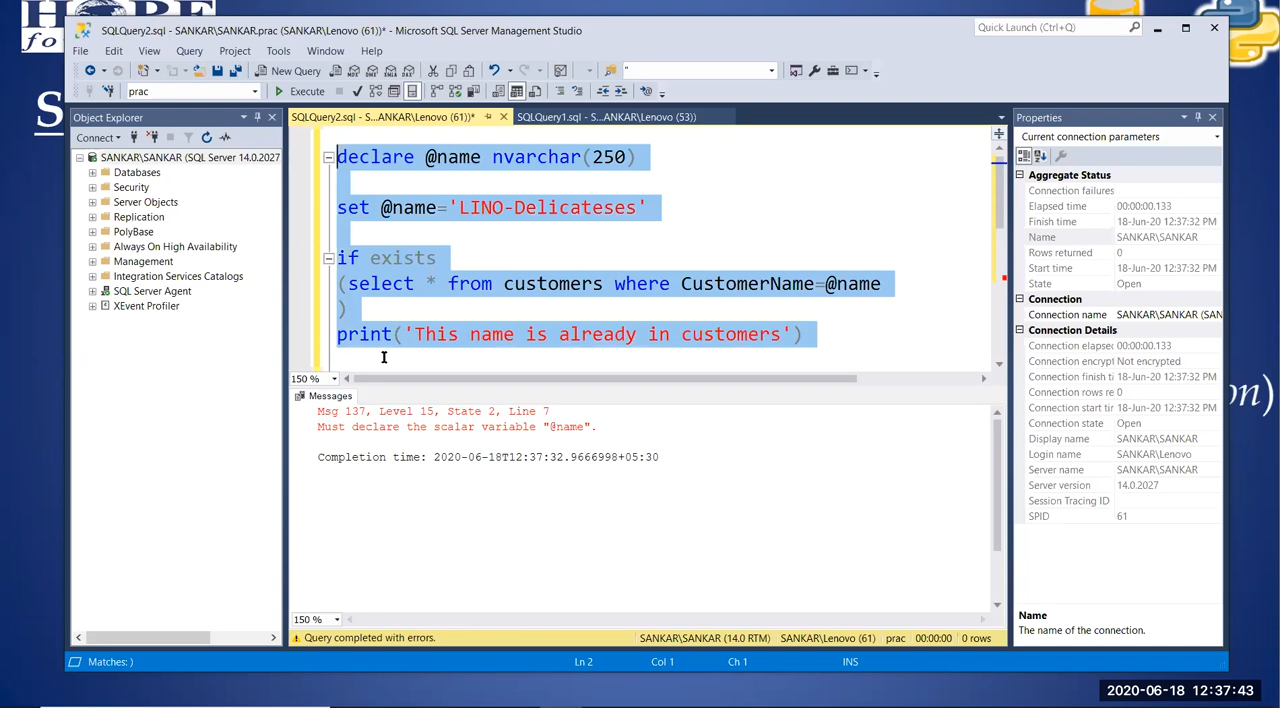 HOPE
fo
S
on)
SQLQuery2.sql - SANKAR\SANKAR.prac (SANKAR\Lenovo (61))* - Microsoft SQL Server Management Studio
Quick Launch (Ctrl+Q)
File Edit View Query Project Tools Window Help
New Query
prac
Execute
Object Explorer
Connect
SANKAR\SANKAR (SQL Server 14.0.2027
Databases
Security
Server Objects
Replication
PolyBase
Always On High Availability
Management
Integration Services Catalogs
SQL Server Agent
XEvent Profiler
SQLQuery2.sql - S...ANKAR\Lenovo (61))*
SQLQuery1.sql - S...ANKAR\Lenovo (53))
declare @name nvarchar(250)
set @name='LINO-Delicateses'
if exists
(select * from customers where CustomerName=@name
)
print('This name is already in customers')
150 %
Messages
Msg 137, Level 15, State 2, Line 7
Must declare the scalar variable "@name".
Completion time: 2020-06-18T12:37:32.9666998+05:30
150 %
Query completed with errors.
SANKAR\SANKAR (14.0 RTM) SANKAR\Lenovo (61) prac 00:00:00 0 rows
Properties
Current connection parameters
Aggregate Status
Connection failures
Elapsed time 00:00:00.133
Finish time 18-Jun-20 12:37:32 PM
Name SANKAR\SANKAR
Rows returned 0
Start time 18-Jun-20 12:37:32 PM
State Open
Connection
Connection name SANKAR\SANKAR (SAN
Connection Details
Connection elapse 00:00:00.133
Connection encryp Not encrypted
Connection finish ti 18-Jun-20 12:37:32 PM
Connection rows re 0
Connection start tim 18-Jun-20 12:37:32 PM
Connection state Open
Display name SANKAR\SANKAR
Login name SANKAR\Lenovo
Server name SANKAR\SANKAR
Server version 14.0.2027
Session Tracing ID
SPID 61
Name
The name of the connection.
Matches: ) Ln 2 Col 1 Ch 1 INS
2020-06-18 12:37:43